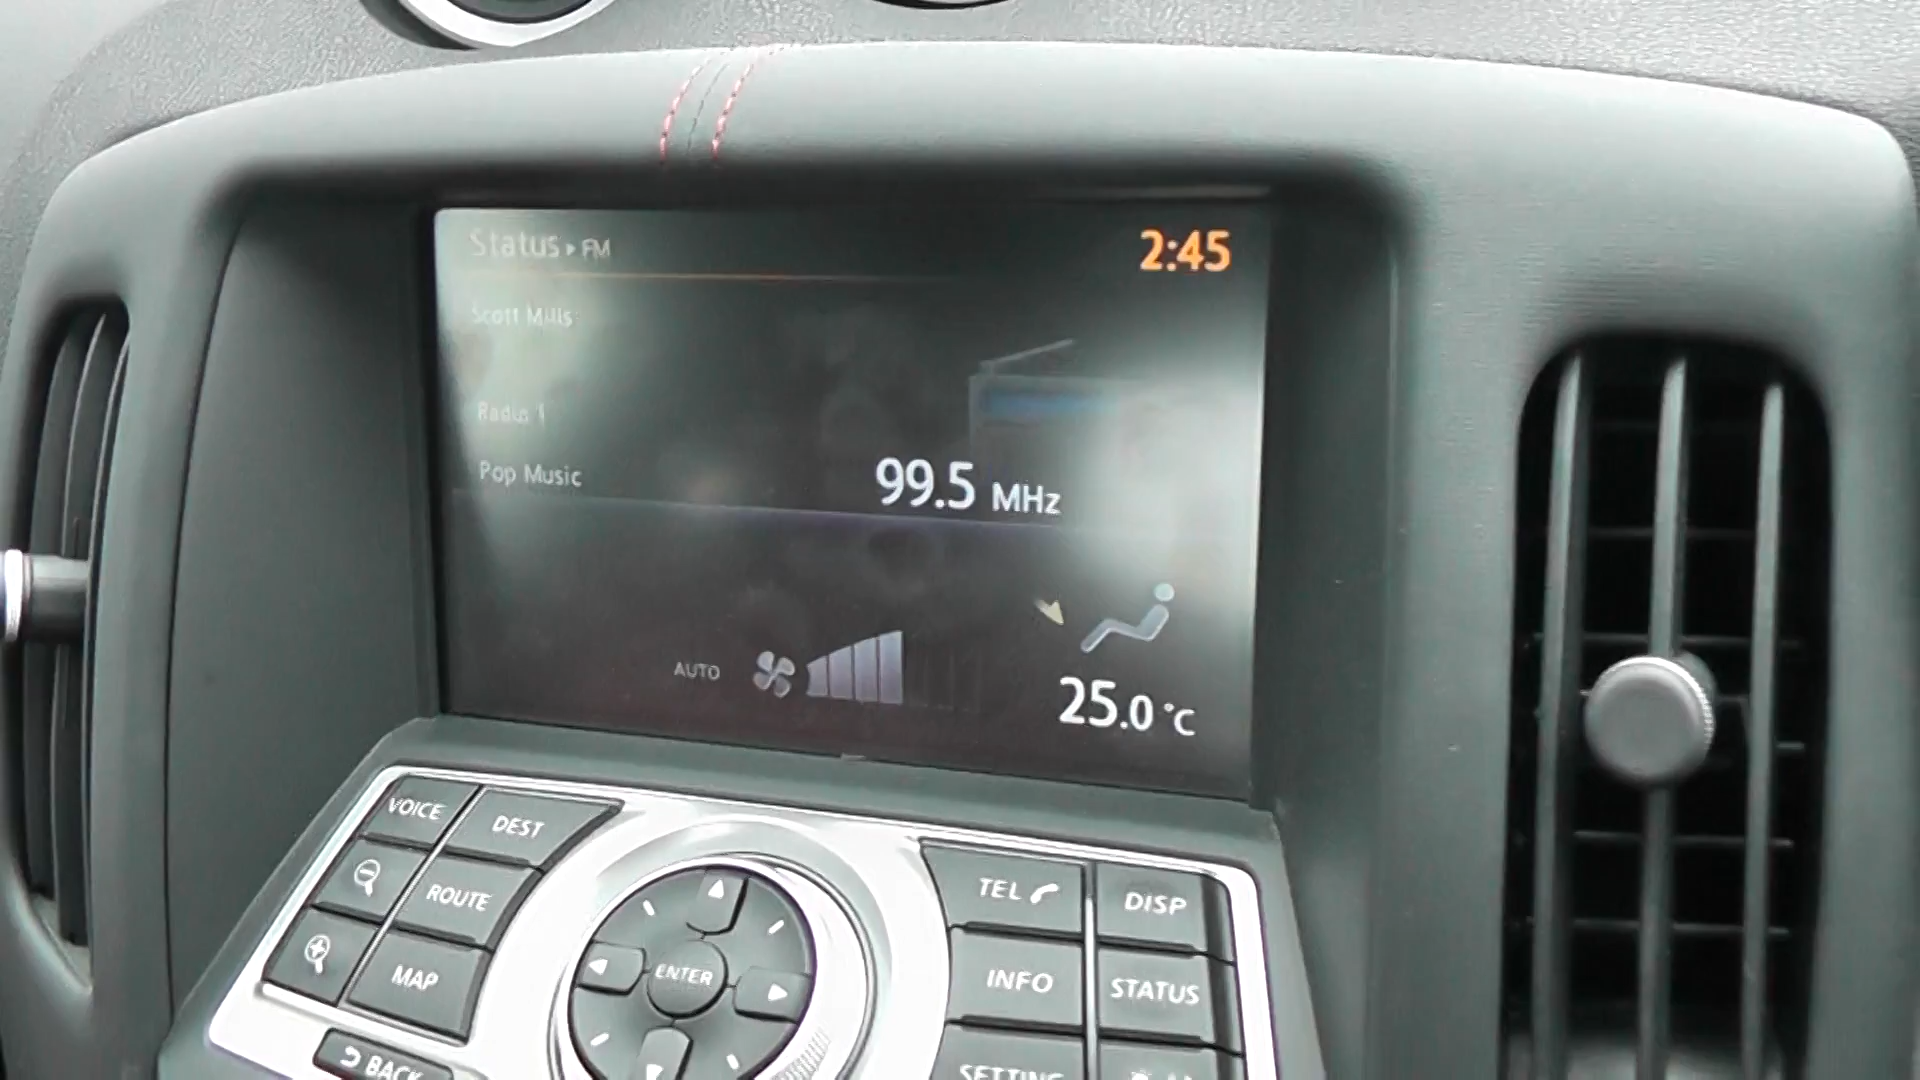 Status ▸ FM
2:45
Scott Mills
Radio 1
Pop Music
99.5 MHz
AUTO
25.0 °C
VOICE
DEST
ROUTE
MAP
BACK
ENTER
TEL
DISP
INFO
STATUS
SETTING